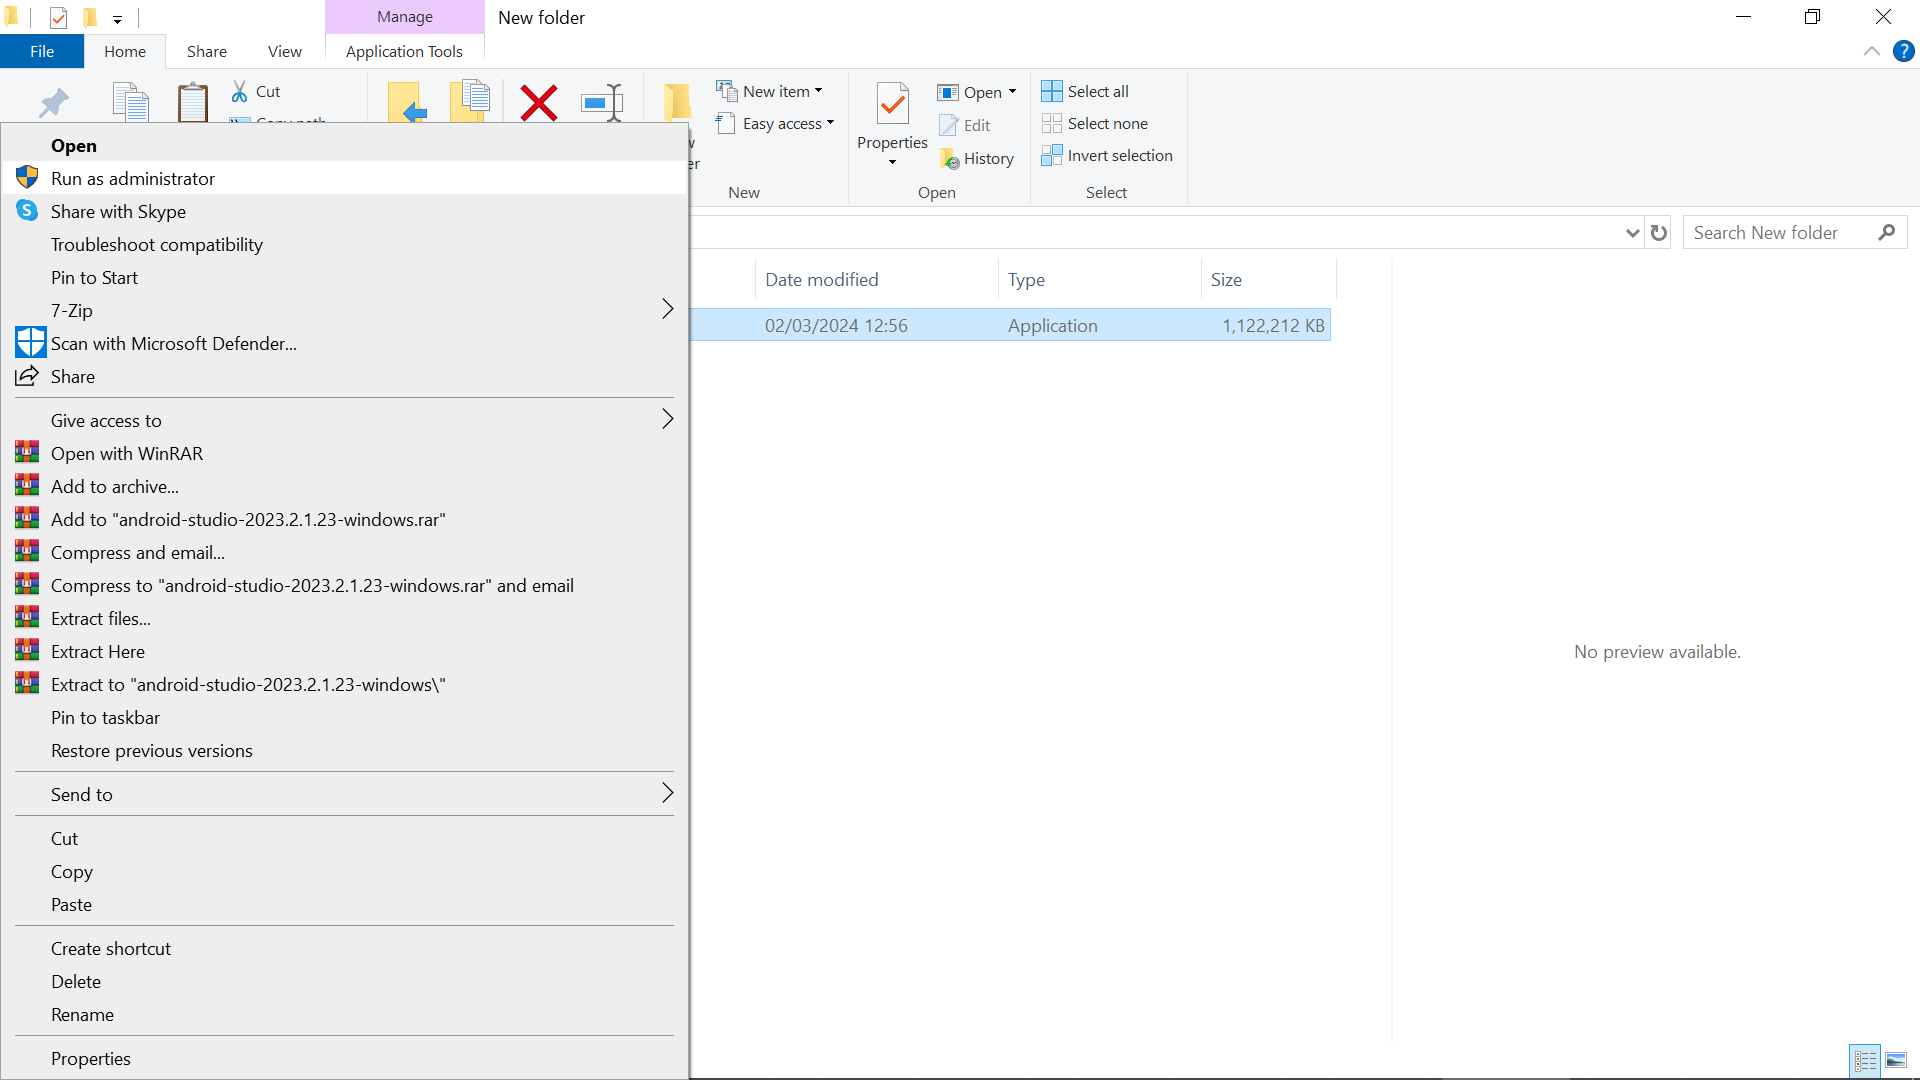 Manage
New folder
File
Home
Share
View
Application Tools
?
Cut
New item
Easy access
New
Properties
Open
Edit
History
Open
Select all
Select none
Invert selection
Select
Search New folder
Date modified
Type
Size
02/03/2024 12:56
Application
1,122,212 KB
No preview available.
Open
Run as administrator
Share with Skype
Troubleshoot compatibility
Pin to Start
7-Zip
Scan with Microsoft Defender...
Share
Give access to
Open with WinRAR
Add to archive...
Add to "android-studio-2023.2.1.23-windows.rar"
Compress and email...
Compress to "android-studio-2023.2.1.23-windows.rar" and email
Extract files...
Extract Here
Extract to "android-studio-2023.2.1.23-windows\"
Pin to taskbar
Restore previous versions
Send to
Cut
Copy
Paste
Create shortcut
Delete
Rename
Properties